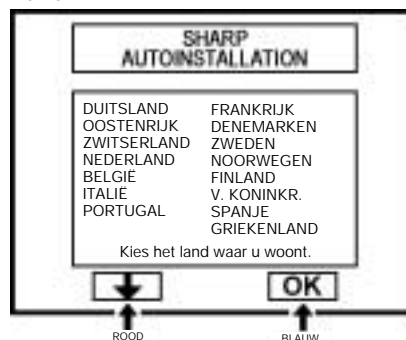 SHARP
AUTOINSTALLATION
DUITSLAND
OOSTENRIJK
ZWITSERLAND
NEDERLAND
BELGIË
ITALIË
PORTUGAL
FRANKRIJK
DENEMARKEN
ZWEDEN
NOORWEGEN
FINLAND
V. KONINKR.
SPANJE
GRIEKENLAND
Kies het land waar u woont.
OK
ROOD
BLAUW